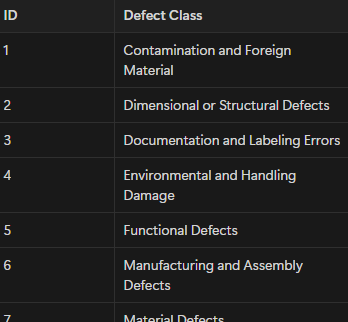 ID Defect Class
1 Contamination and Foreign
Material
2 Dimensional or Structural Defects
3 Documentation and Labeling Errors
4 Environmental and Handling
Damage
5 Functional Defects
6 Manufacturing and Assembly
Defects
7 Material Defects